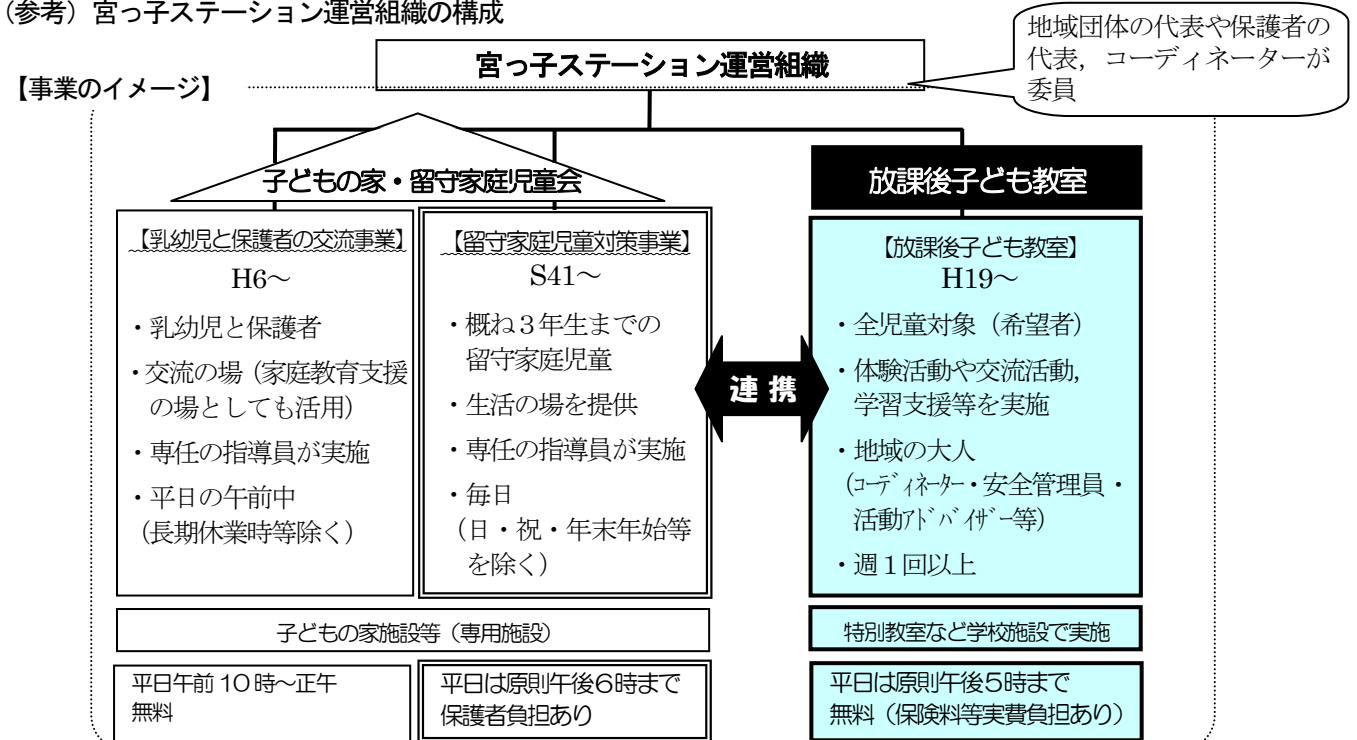 (参考)宮っ子ステーション運営組織の構成
地域団体の代表や保護者の
代表，コーディネーターが
委員
宮っ子ステーション運営組織
【事業のイメージ】
子どもの家・留守家庭児童会
【乳幼児と保護者の交流事業】
H6～
・乳幼児と保護者
・交流の場（家庭教育支援
の場としても活用）
・専任の指導員が実施
・平日の午前中
（長期休業時等除く）
【留守家庭児童対策事業】
S41～
・概ね３年生までの
留守家庭児童
・生活の場を提供
・専任の指導員が実施
・毎日
（日・祝・年末年始等
を除く）
連 携
放課後子ども教室
【放課後子ども教室】
H19～
・全児童対象（希望者）
・体験活動や交流活動，
学習支援等を実施
・地域の大人
（ｺｰﾃﾞｨﾈｰﾀｰ・安全管理員・
活動ｱﾄﾞﾊﾞｲｻﾞｰ等）
・週１回以上
子どもの家施設等（専用施設）
特別教室など学校施設で実施
平日午前 10 時～正午
無料
平日は原則午後６時まで
保護者負担あり
平日は原則午後５時まで
無料（保険料等実費負担あり）